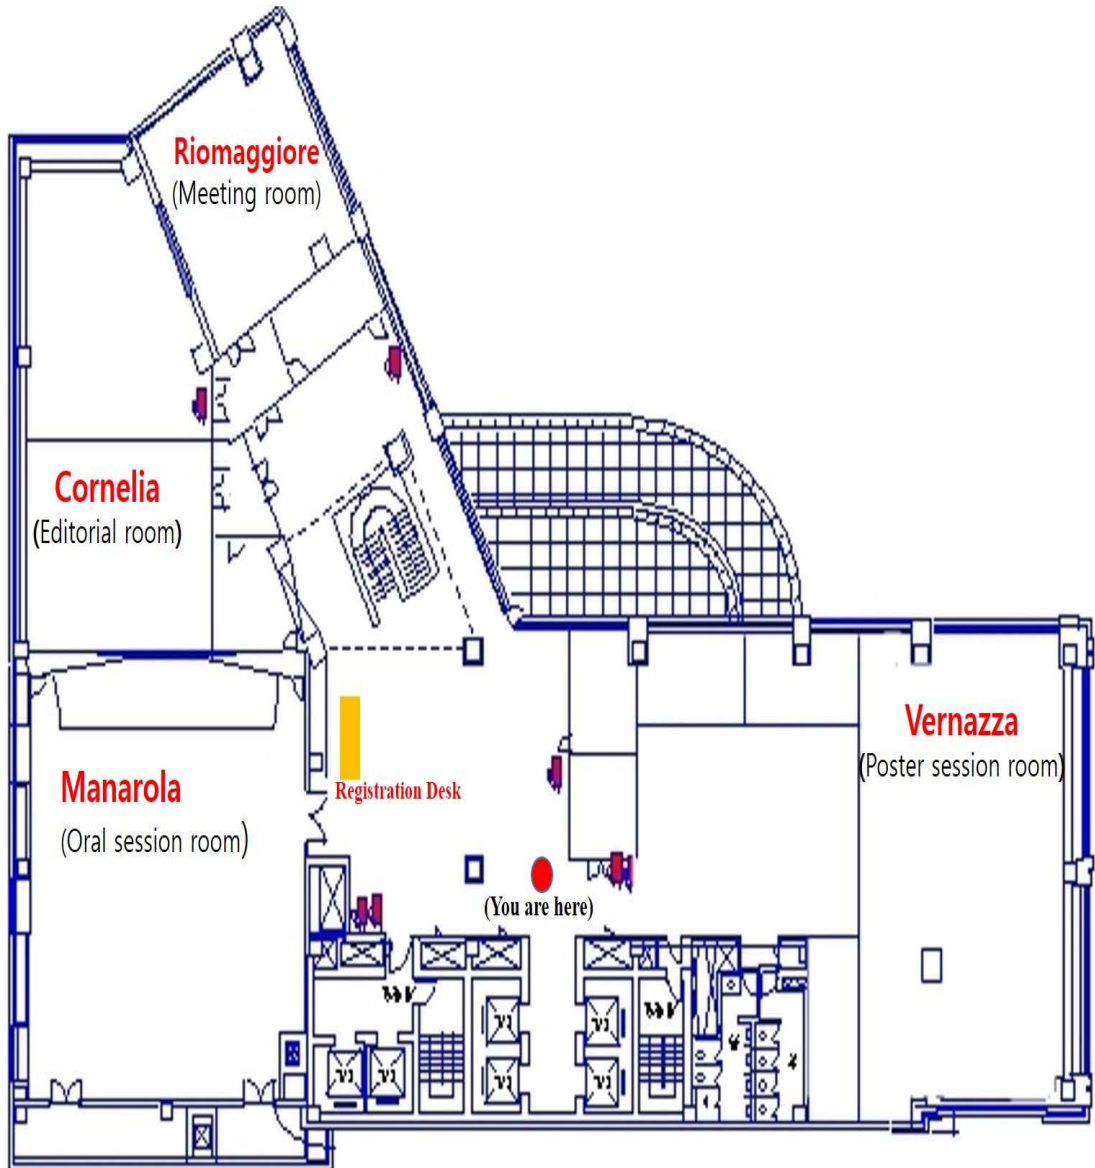 Riomaggiore
(Meeting room)
Cornelia
(Editorial room)
Vernazza
(Poster session room)
Manarola
(Oral session room)
Registration Desk
(You are here)